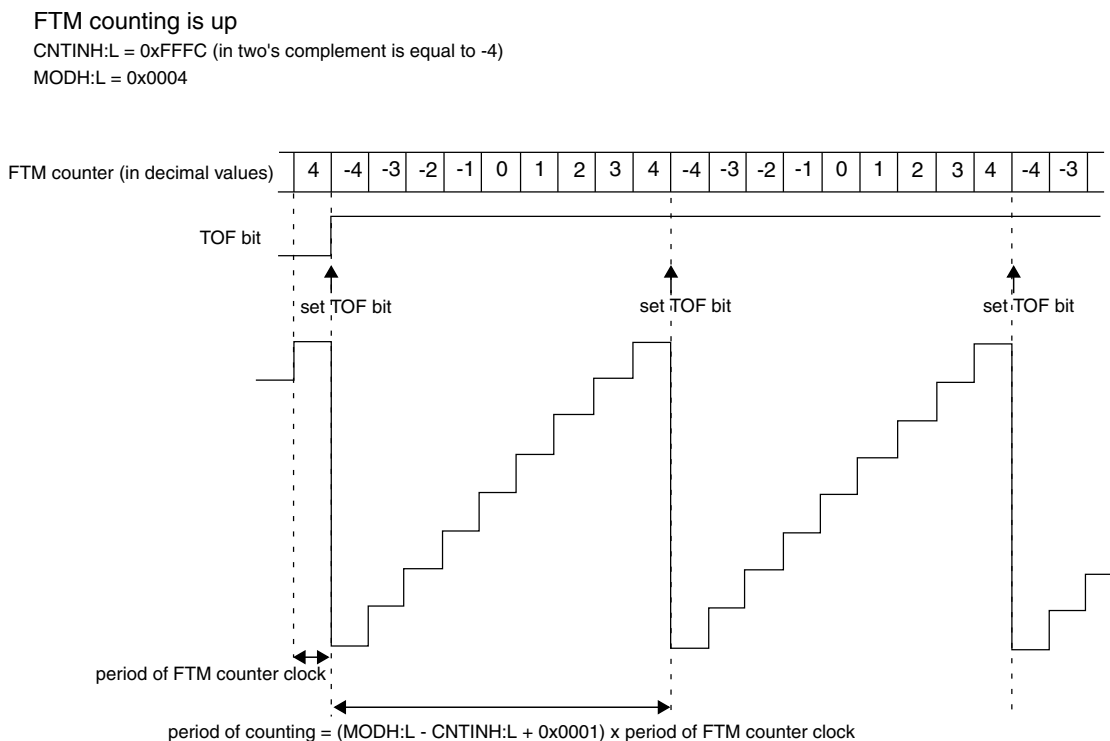 FTM counting is up
CNTINH:L = 0xFFFC (in two's complement is equal to -4)
MODH:L = 0x0004
FTM counter (in decimal values) 4 -4 -3 -2 -1 0 1 2 3 4 -4 -3 -2 -1 0 1 2 3 4 -4 -3
TOF bit
set TOF bit set TOF bit set TOF bit
period of FTM counter clock
period of counting = (MODH:L - CNTINH:L + 0x0001) x period of FTM counter clock